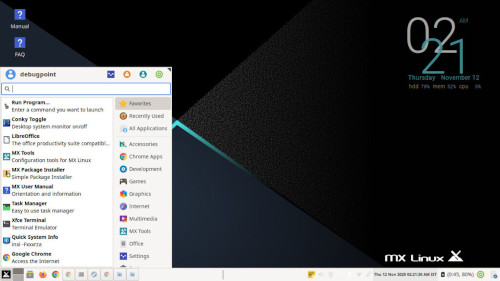 Manual
FAQ
02
AM
21
Thursday November 12
hdd 79% mem 52% cpu 5%
debugpoint
Run Program...
Enter a command you want to launch
Conky Toggle
Desktop system monitor on/off
LibreOffice
The office productivity suite compatibl...
MX Tools
Configuration tools for MX Linux
MX Package Installer
Simple Package Installer
MX User Manual
Orientation and information
Task Manager
Easy to use task manager
Xfce Terminal
Terminal Emulator
Quick System Info
inxi -Fxxxrza
Google Chrome
Access the Internet
Favorites
Recently Used
All Applications
Accessories
Chrome Apps
Development
Games
Graphics
Internet
Multimedia
MX Tools
Office
Settings
MX Linux
Thu 12 Nov 2020 02:21:35 AM IST
(0:45, 80%)